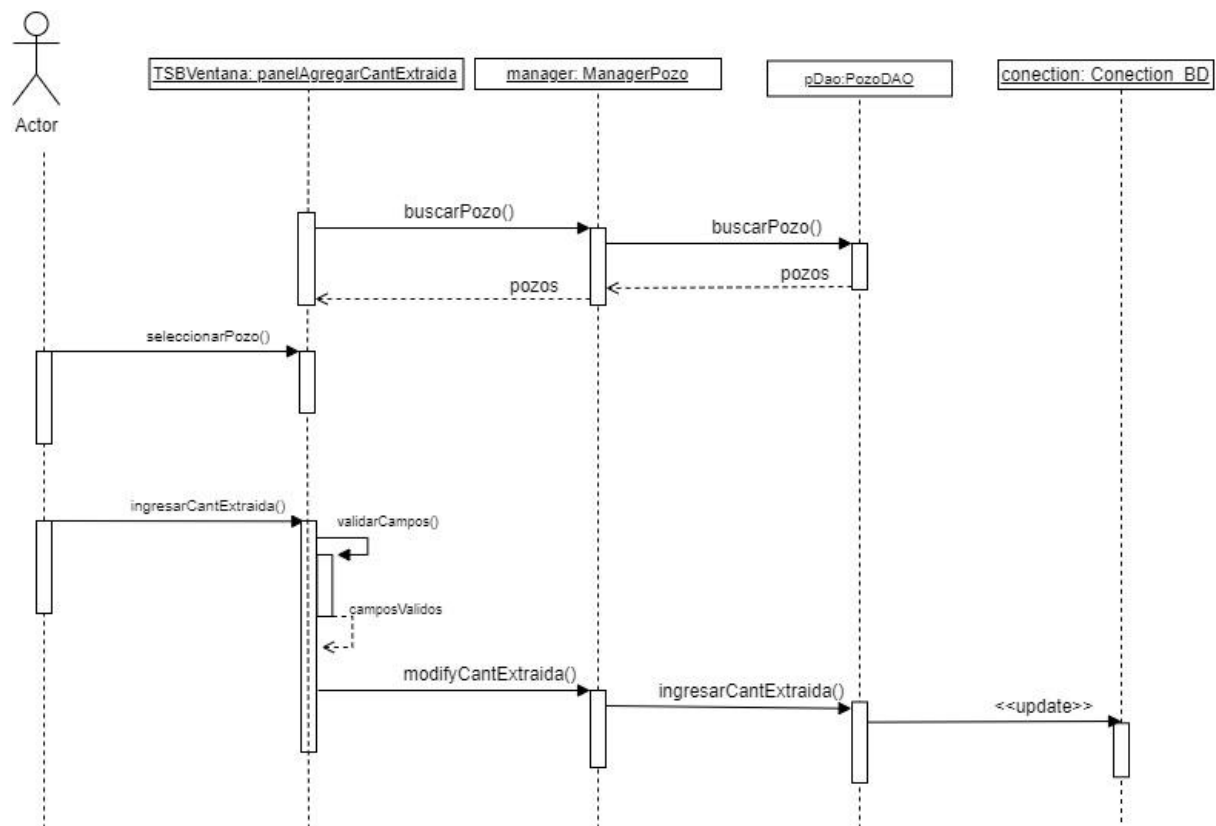 TSBVentana: panelAgregarCantExtraida
manager: ManagerPozo
pDao:PozoDAO
conection: Conection_BD
Actor
buscarPozo()
buscarPozo()
pozos
pozos
seleccionarPozo()
ingresarCantExtraida()
validarCampos()
camposValidos
modifyCantExtraida()
ingresarCantExtraida()
<<update>>